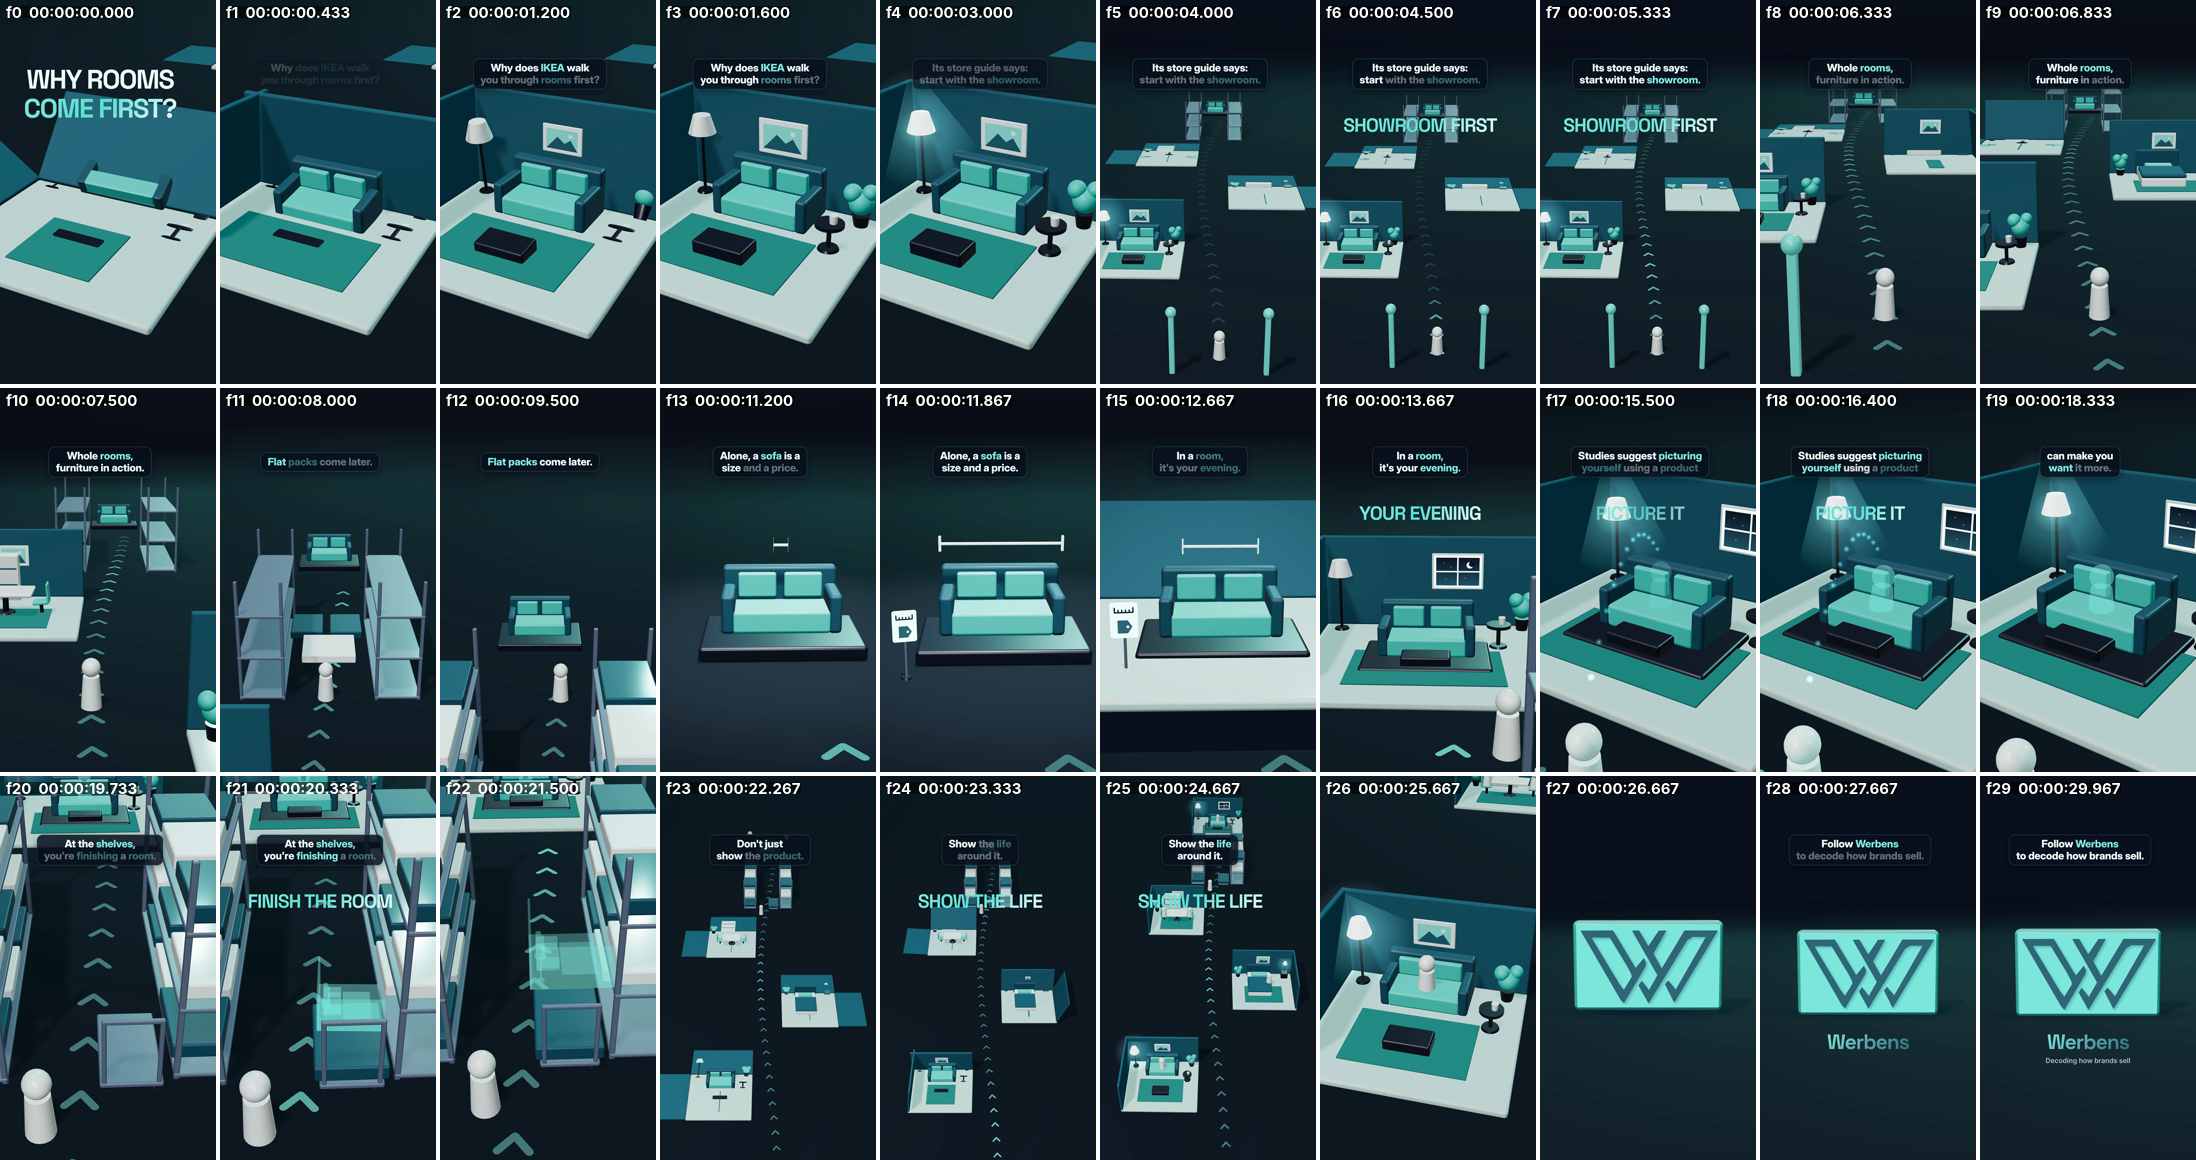 f0 00:00:00.000
WHY ROOMS
COME FIRST?
f1 00:00:00.433
Why does IKEA walk
you through rooms first?
f2 00:00:01.200
Why does IKEA walk
you through rooms first?
f3 00:00:01.600
Why does IKEA walk
you through rooms first?
f4 00:00:03.000
Its store guide says:
start with the showroom.
f5 00:00:04.000
Its store guide says:
start with the showroom.
f6 00:00:04.500
Its store guide says:
start with the showroom.
SHOWROOM FIRST
f7 00:00:05.333
Its store guide says:
start with the showroom.
SHOWROOM FIRST
f8 00:00:06.333
Whole rooms,
furniture in action.
f9 00:00:06.833
Whole rooms,
furniture in action.
f10 00:00:07.500
Whole rooms,
furniture in action.
f11 00:00:08.000
Flat packs come later.
f12 00:00:09.500
Flat packs come later.
f13 00:00:11.200
Alone, a sofa is a
size and a price.
f14 00:00:11.867
Alone, a sofa is a
size and a price.
f15 00:00:12.667
In a room,
it's your evening.
f16 00:00:13.667
In a room,
it's your evening.
YOUR EVENING
f17 00:00:15.500
Studies suggest picturing
yourself using a product
PICTURE IT
f18 00:00:16.400
Studies suggest picturing
yourself using a product
PICTURE IT
f19 00:00:18.333
can make you
want it more.
f20 00:00:19.733
At the shelves,
you're finishing a room.
f21 00:00:20.333
At the shelves,
you're finishing a room.
FINISH THE ROOM
f22 00:00:21.500
f23 00:00:22.267
Don't just
show the product.
f24 00:00:23.333
Show the life
around it.
SHOW THE LIFE
f25 00:00:24.667
Show the life
around it.
SHOW THE LIFE
f26 00:00:25.667
f27 00:00:26.667
f28 00:00:27.667
Follow Werbens
to decode how brands sell.
Werbens
f29 00:00:29.967
Follow Werbens
to decode how brands sell.
Werbens
Decoding how brands sell